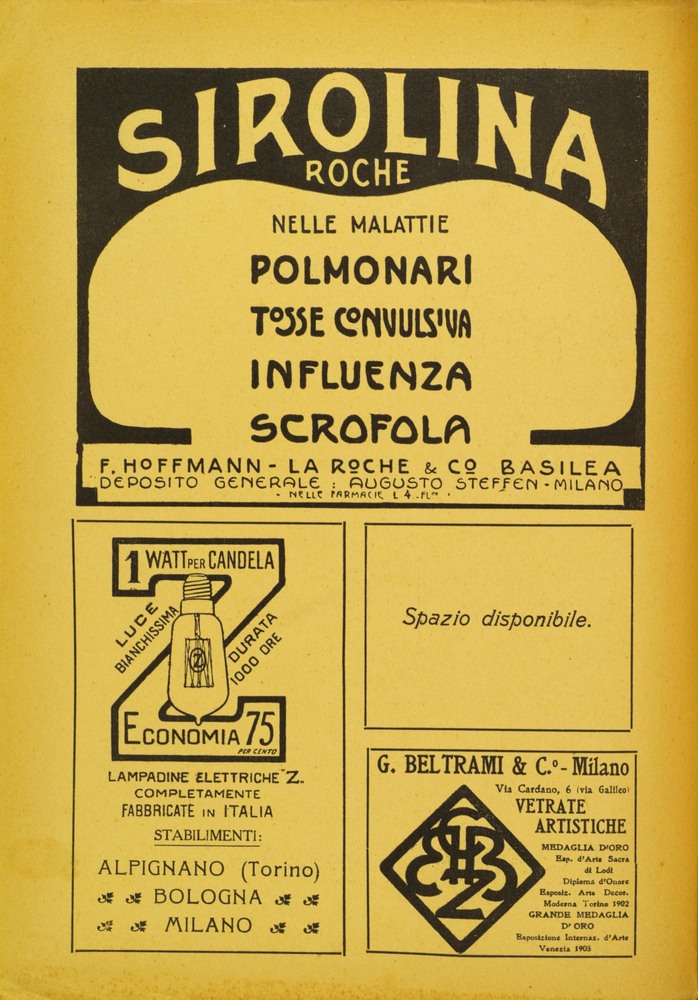 SIROLINA
ROCHE
NELLE MALATTIE
POLMONARI
TOSSE CONVULSIVA
INFLUENZA
SCROFOLA
F. HOFFMANN - LA ROCHE & Cº BASILEA
DEPOSITO GENERALE : AUGUSTO STEFFEN - MILANO
- NELLE FARMACIE L 4.
1 WATT PER CANDELA
LUCE
BIANCHISSIMA
DURATA
1000 ORE
Z
ECONOMIA 75
PER CENTO
LAMPADINE ELETTRICHE "Z"
COMPLETAMENTE
FABBRICATE IN ITALIA
STABILIMENTI:
ALPIGNANO (Torino)
BOLOGNA
MILANO
Spazio disponibile.
G. BELTRAMI & C.º - Milano
Via Cardano, 6 (via Galileo)
VETRATE
ARTISTICHE
MEDAGLIA D'ORO
Esp. d'Arte Sacra
di Lodi
Diploma d'Onore
Esposiz. Arte Decor.
Moderna Torino 1902
GRANDE MEDAGLIA
D'ORO
Esposizione Internaz. d'Arte
Venezia 1903